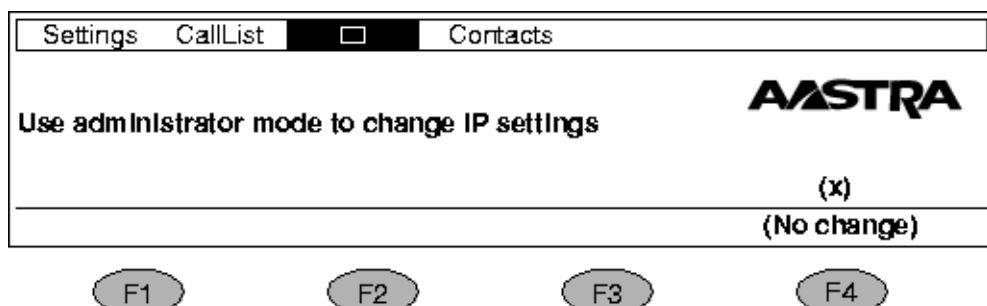 Settings CallList Contacts
AASTRA
Use administrator mode to change IP settings
(x)
(No change)
F1 F2 F3 F4